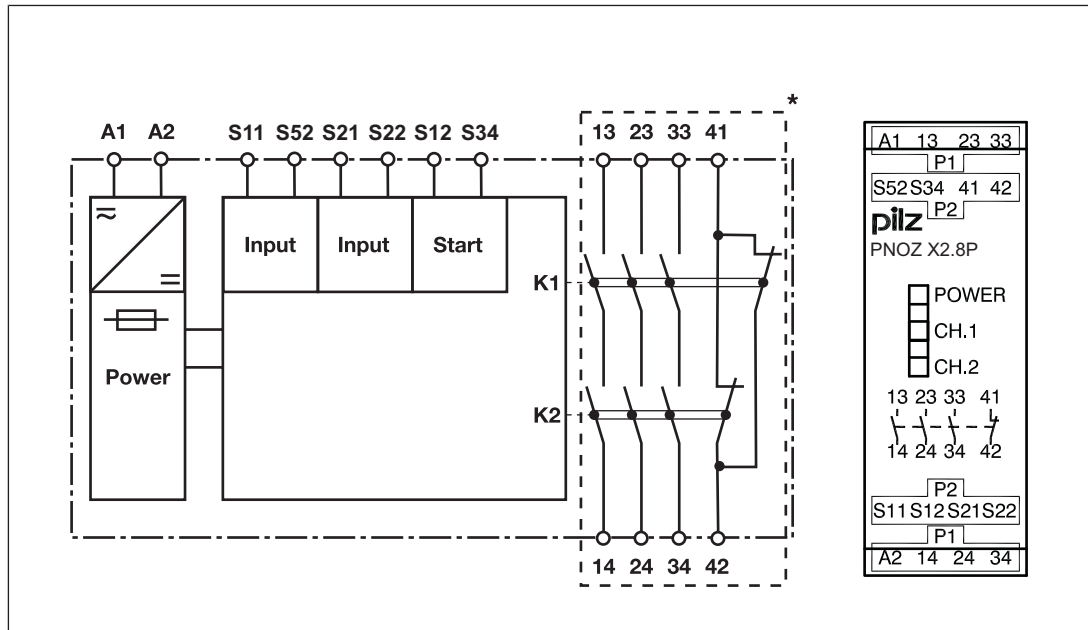 *
A1 A2 S11 S52 S21 S22 S12 S34 13 23 33 41
Input Input Start
K1
Power
K2
14 24 34 42
A1 13 23 33
P1
S52 S34 41 42
P2
pilz
PNOZ X2.8P
POWER
CH.1
CH.2
13 23 33 41
14 24 34 42
P2
S11 S12 S21 S22
P1
A2 14 24 34